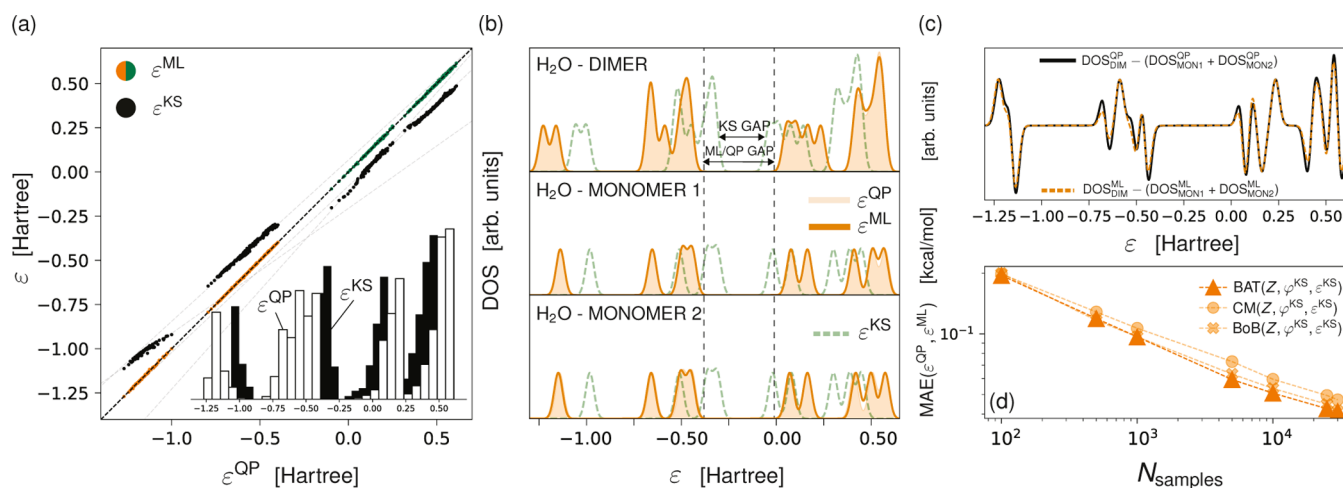 (a)
ε^ML
ε^KS
ε [Hartree]
0.50
0.25
0.00
−0.25
−0.50
−0.75
−1.00
−1.25
ε^QP
ε^KS
−1.25 −1.00 −0.75 −0.50 −0.25 0.00 0.25 0.50
−1.0 −0.5 0.0 0.5
ε^QP [Hartree]
(b)
H₂O - DIMER
KS GAP
ML/QP GAP
H₂O - MONOMER 1
ε^QP
ε^ML
H₂O - MONOMER 2
ε^KS
DOS [arb. units]
−1.00 −0.50 0.00 0.50
ε [Hartree]
(c)
DOS^QP_DIM − (DOS^QP_MON1 + DOS^QP_MON2)
DOS^ML_DIM − (DOS^ML_MON1 + DOS^ML_MON2)
[arb. units]
−1.25 −1.00 −0.75 −0.50 −0.25 0.00 0.25 0.50
ε [Hartree]
MAE(ε^QP, ε^ML) [kcal/mol]
BAT(Z, φ^KS, ε^KS)
CM(Z, φ^KS, ε^KS)
BoB(Z, φ^KS, ε^KS)
10⁻¹
(d)
10² 10³ 10⁴
N_samples